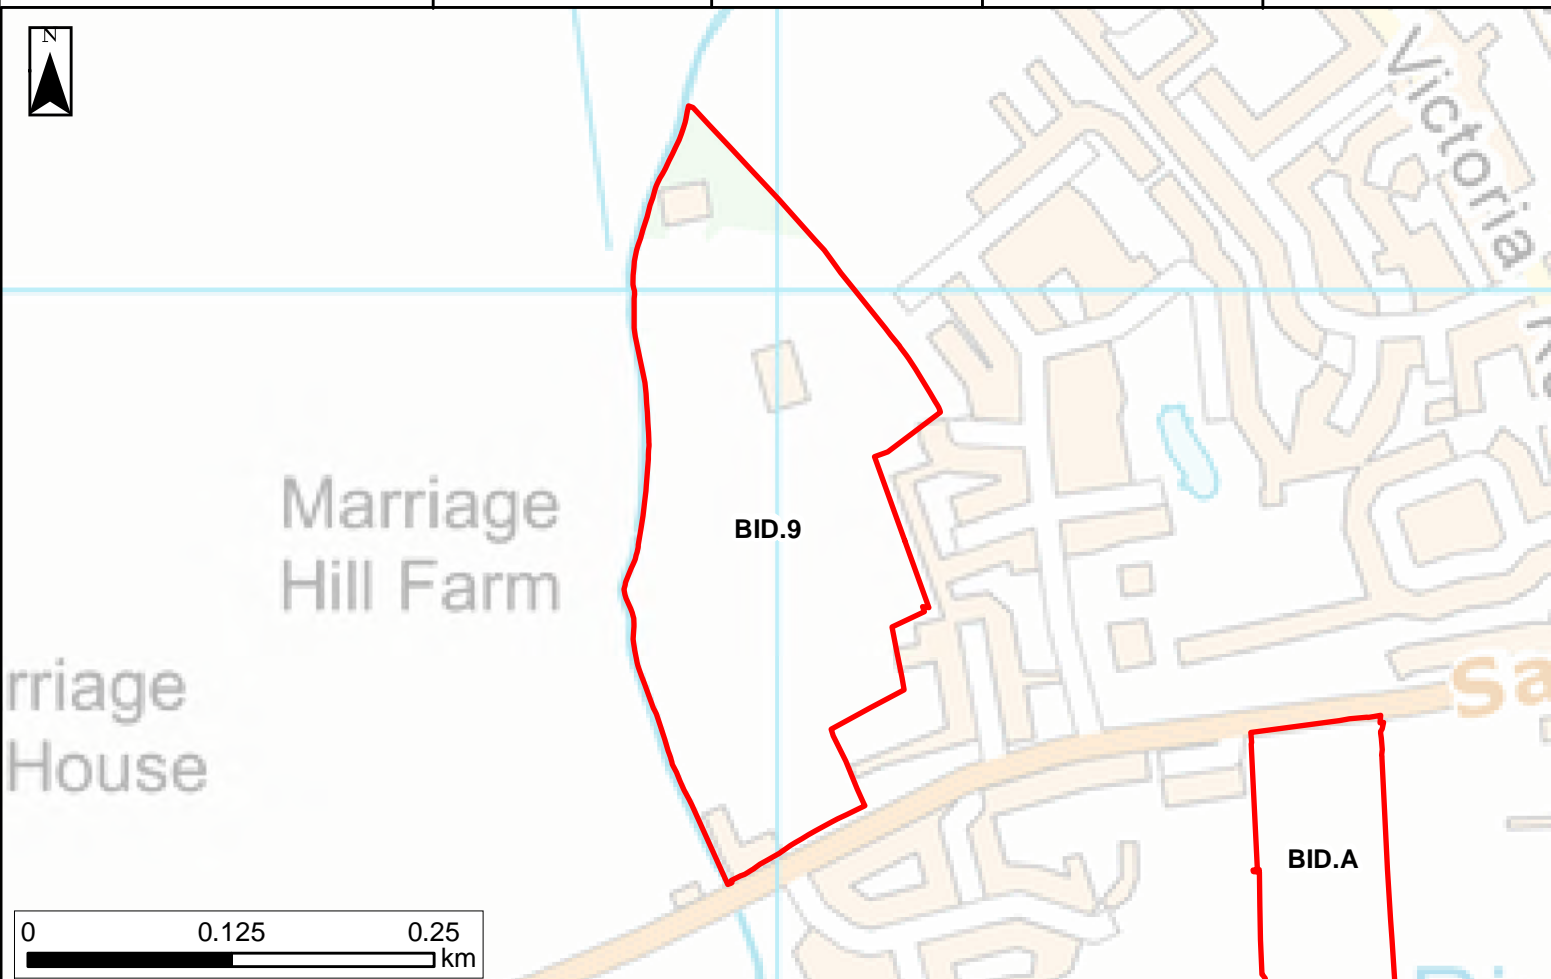 N
Victoria
Marriage
Hill Farm
BID.9
rriage
House
Sa
BID.A
0 0.125 0.25
km